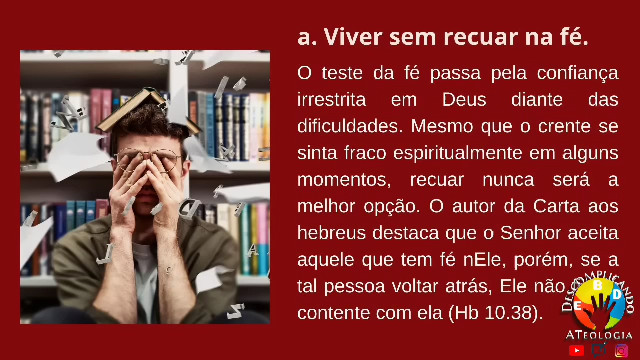 a. Viver sem recuar na fé.
O teste da fé passa pela confiança
irrestrita em Deus diante das
dificuldades. Mesmo que o crente se
sinta fraco espiritualmente em alguns
momentos, recuar nunca será a
melhor opção. O autor da Carta aos
hebreus destaca que o Senhor aceita
aquele que tem fé nEle, porém, se a
tal pessoa voltar atrás, Ele não
contente com ela (Hb 10.38).
DESCOMPLICANDO
EBD
ATEOLOGIA